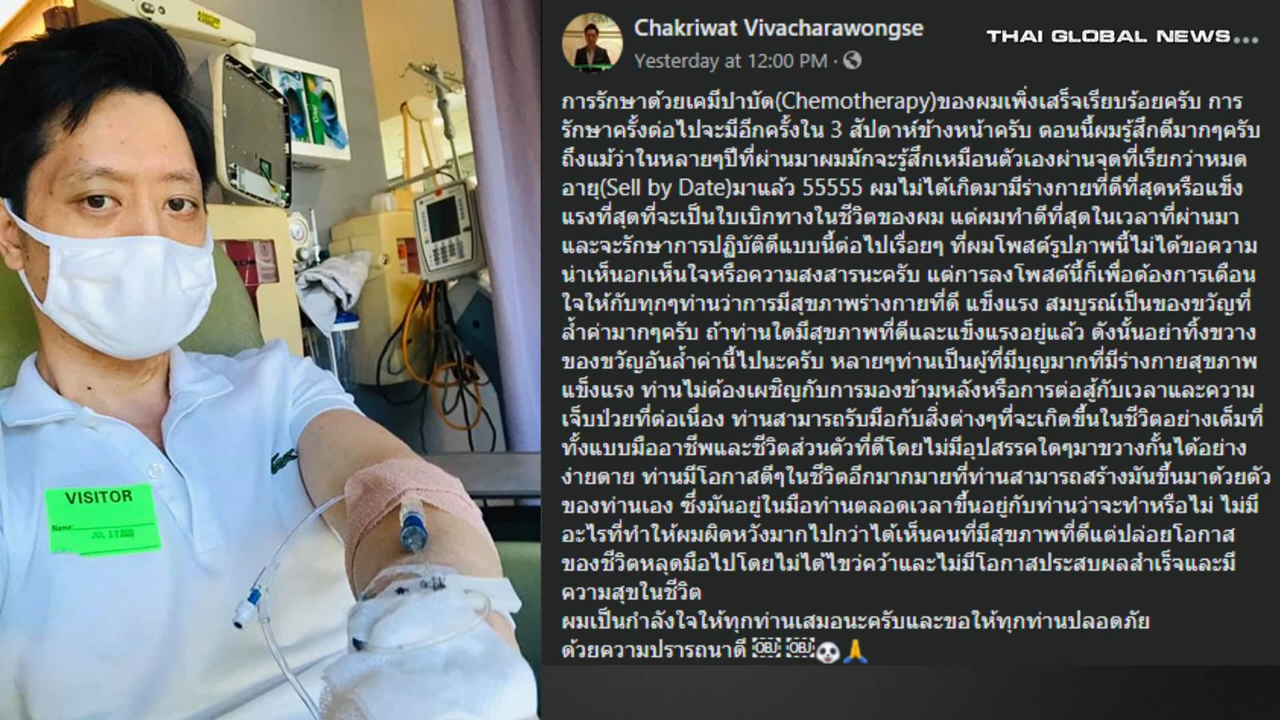 Chakriwat Vivacharawongse
Yesterday at 12:00 PM ·
THAI GLOBAL NEWS...
การรักษาด้วยเคมีบำบัด(Chemotherapy)ของผมเพิ่งเสร็จเรียบร้อยครับ การ
รักษาครั้งต่อไปจะมีอีกครั้งใน 3 สัปดาห์ข้างหน้าครับ ตอนนี้ผมรู้สึกดีมากๆครับ
ถึงแม้ว่าในหลายๆปีที่ผ่านมาผมมักจะรู้สึกเหมือนตัวเองผ่านจุดที่เรียกว่าหมด
อายุ(Sell by Date)มาแล้ว 55555 ผมไม่ได้เกิดมามีร่างกายที่ดีที่สุดหรือแข็ง
แรงที่สุดที่จะเป็นใบเบิกทางในชีวิตของผม แต่ผมทำดีที่สุดในเวลาที่ผ่านมา
และจะรักษาการปฏิบัติดีแบบนี้ต่อไปเรื่อยๆ ที่ผมโพสต์รูปภาพนี้ไม่ได้ขอความ
น่าเห็นอกเห็นใจหรือความสงสารนะครับ แต่การลงโพสต์นี้ก็เพื่อต้องการเตือน
ใจให้กับทุกๆท่านว่าการมีสุขภาพร่างกายที่ดี แข็งแรง สมบูรณ์เป็นของขวัญที่
ล้ำค่ามากๆครับ ถ้าท่านใดมีสุขภาพที่ดีและแข็งแรงอยู่แล้ว ดังนั้นอย่าทิ้งขวาง
ของขวัญอันล้ำค่านี้ไปนะครับ หลายๆท่านเป็นผู้ที่มีบุญมากที่มีร่างกายสุขภาพ
แข็งแรง ท่านไม่ต้องเผชิญกับการมองข้ามหลังหรือการต่อสู้กับเวลาและความ
เจ็บป่วยที่ต่อเนื่อง ท่านสามารถรับมือกับสิ่งต่างๆที่จะเกิดขึ้นในชีวิตอย่างเต็มที่
ทั้งแบบมืออาชีพและชีวิตส่วนตัวที่ดีโดยไม่มีอุปสรรคใดๆมาขวางกั้นได้อย่าง
ง่ายดาย ท่านมีโอกาสดีๆในชีวิตอีกมากมายที่ท่านสามารถสร้างมันขึ้นมาด้วยตัว
ของท่านเอง ซึ่งมันอยู่ในมือท่านตลอดเวลาขึ้นอยู่กับท่านว่าจะทำหรือไม่ ไม่มี
อะไรที่ทำให้ผมผิดหวังมากไปกว่าได้เห็นคนที่มีสุขภาพที่ดีแต่ปล่อยโอกาส
ของชีวิตหลุดมือไปโดยไม่ได้ไขว่คว้าและไม่มีโอกาสประสบผลสำเร็จและมี
ความสุขในชีวิต
ผมเป็นกำลังใจให้ทุกท่านเสมอนะครับและขอให้ทุกท่านปลอดภัย
ด้วยความปรารถนาดี OBJ OBJ🐼🙏
VISITOR
Name: